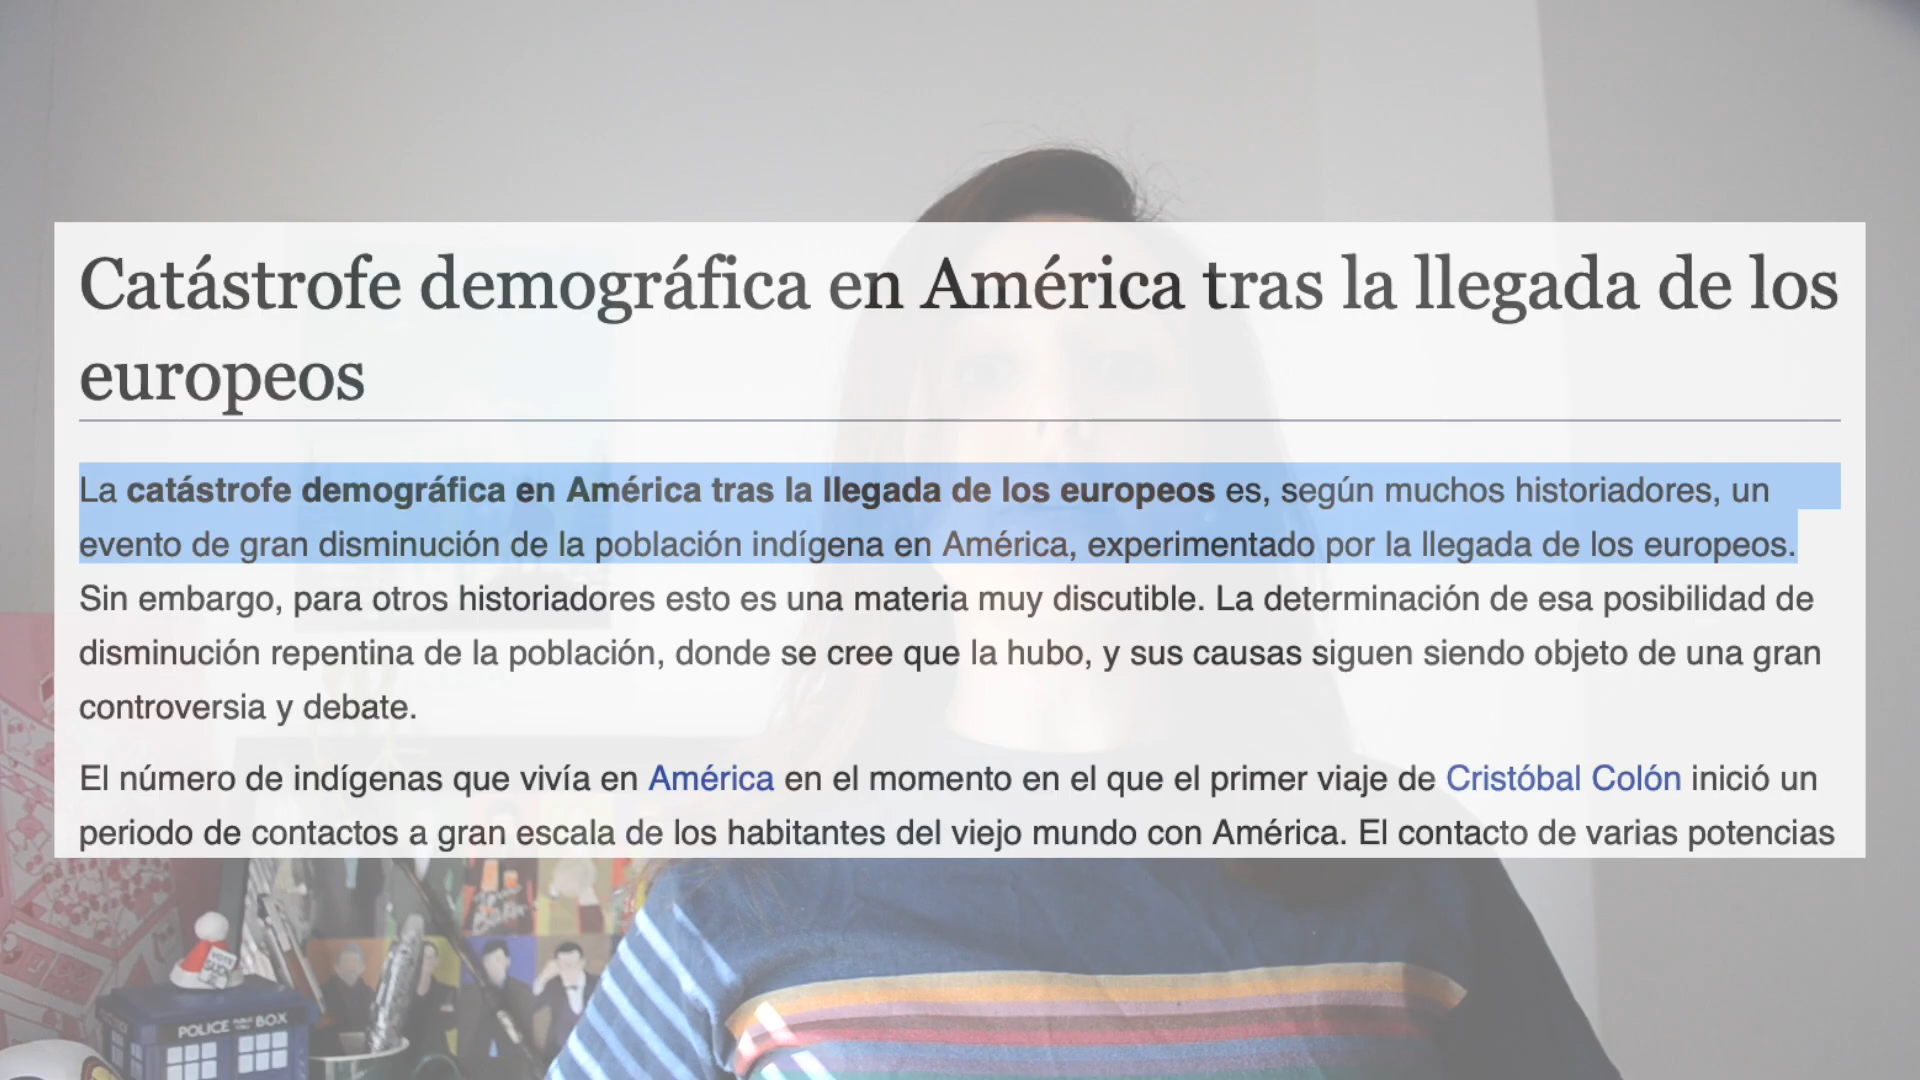 Catástrofe demográfica en América tras la llegada de los
europeos
La catástrofe demográfica en América tras la llegada de los europeos es, según muchos historiadores, un
evento de gran disminución de la población indígena en América, experimentado por la llegada de los europeos.
Sin embargo, para otros historiadores esto es una materia muy discutible. La determinación de esa posibilidad de
disminución repentina de la población, donde se cree que la hubo, y sus causas siguen siendo objeto de una gran
controversia y debate.
El número de indígenas que vivía en América en el momento en el que el primer viaje de Cristóbal Colón inició un
periodo de contactos a gran escala de los habitantes del viejo mundo con América. El contacto de varias potencias
POLICE BOX